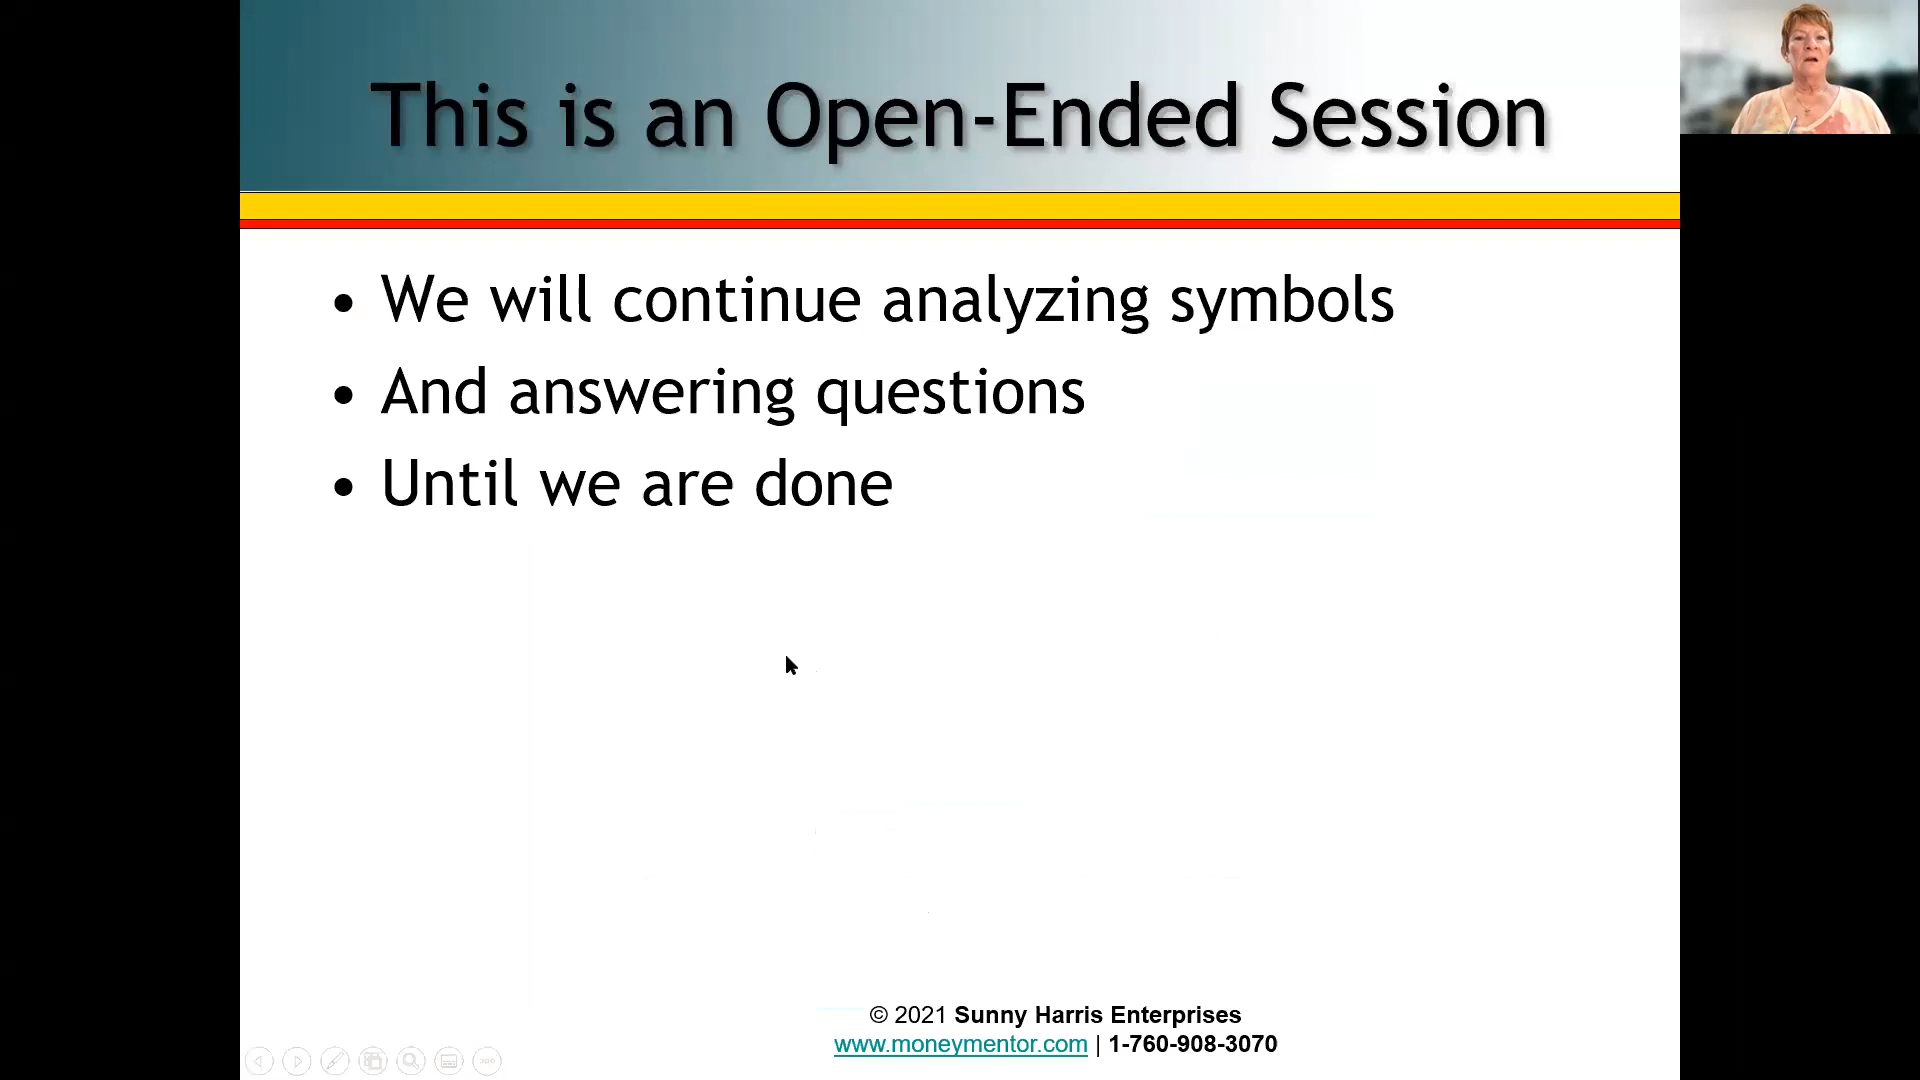 This is an Open-Ended Session
• We will continue analyzing symbols
• And answering questions
• Until we are done
© 2021 Sunny Harris Enterprises
www.moneymentor.com | 1-760-908-3070